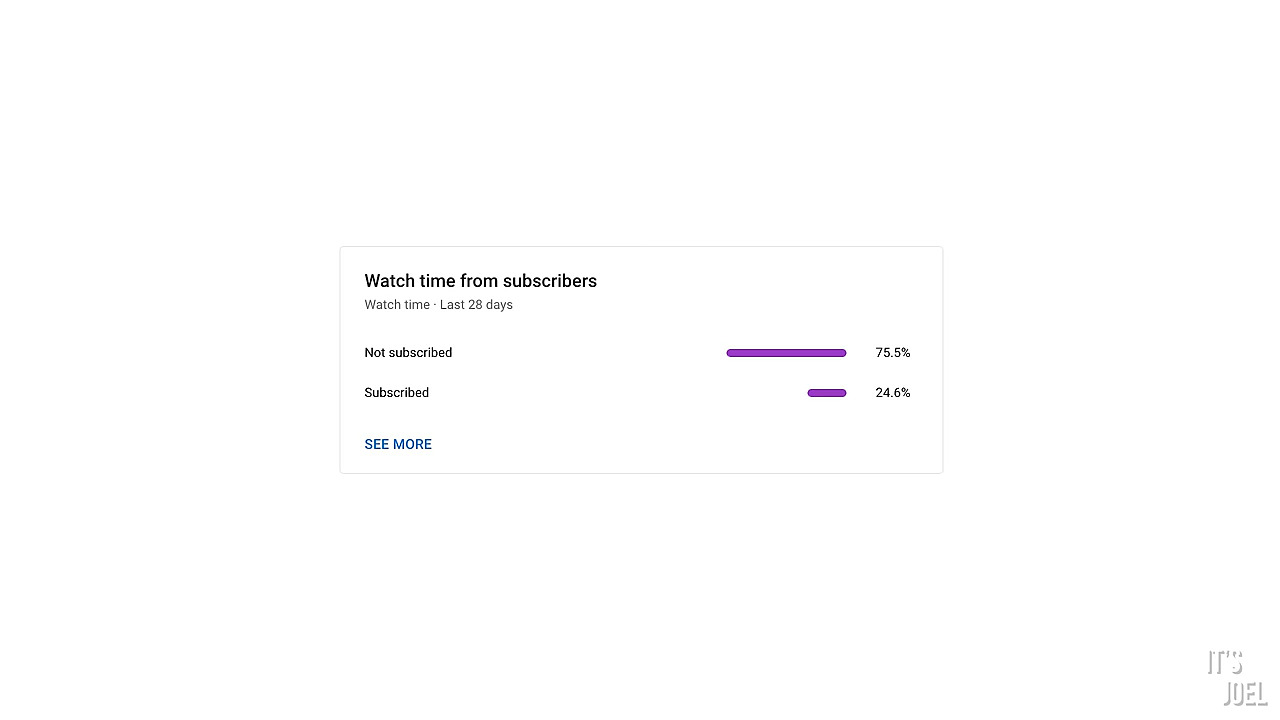 Watch time from subscribers
Watch time · Last 28 days
Not subscribed 75.5%
Subscribed 24.6%
SEE MORE
IT'S
JOEL